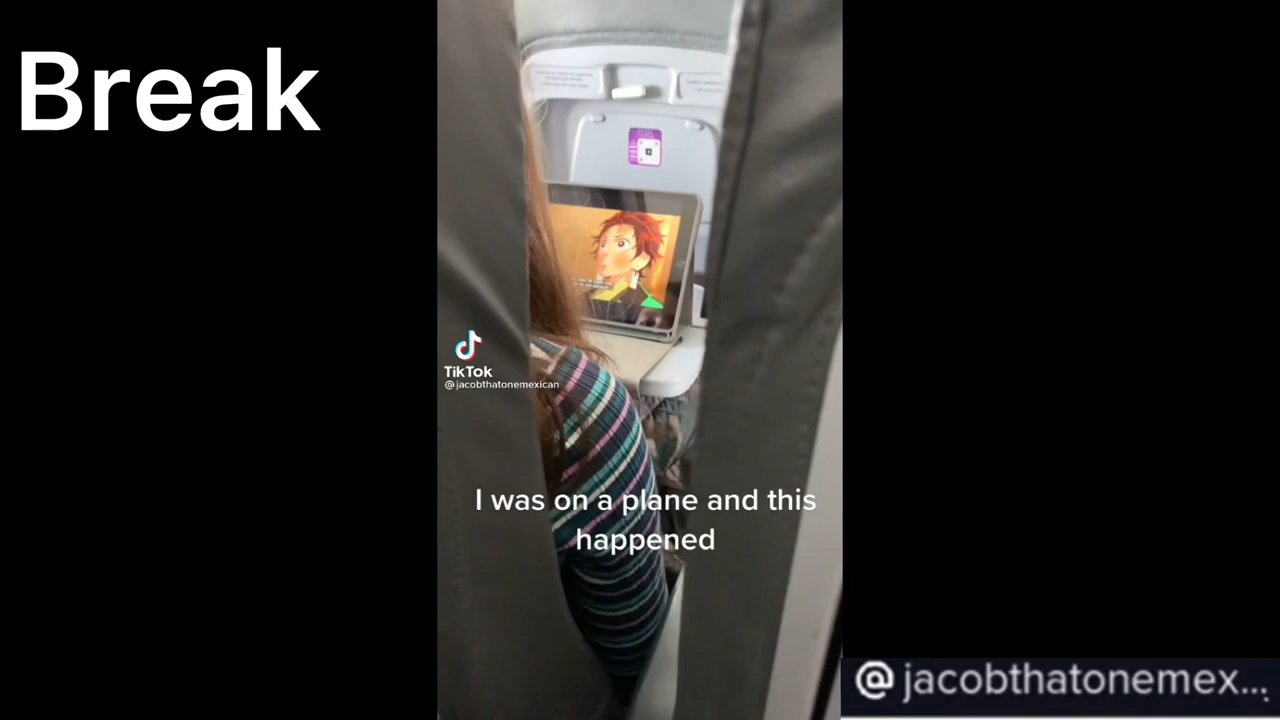 Break
TikTok
@jacobthatonemexican
I was on a plane and this
happened
@jacobthatonemex...